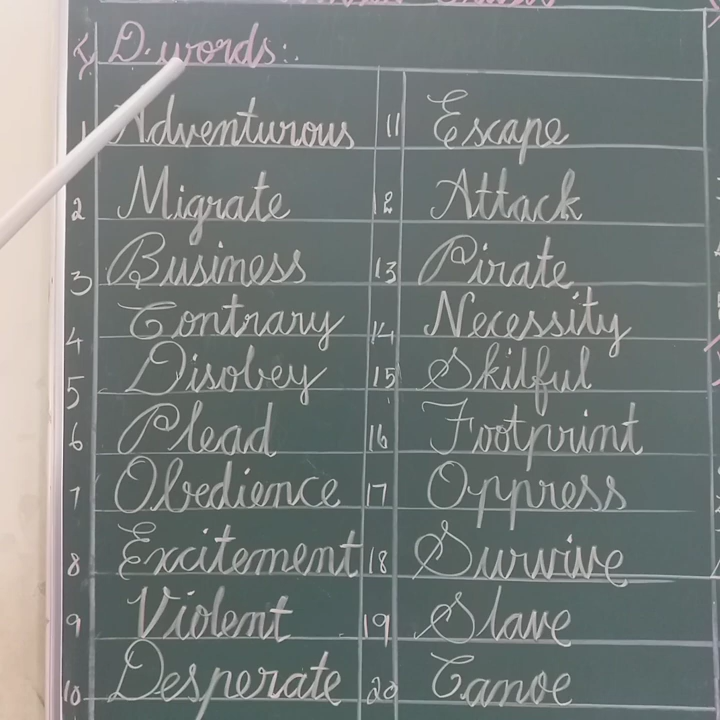 D. words:
1 Adventurous
2 Migrate
3 Business
4 Contrary
5 Disobey
6 Plead
7 Obedience
8 Excitement
9 Violent
10 Desperate
11 Escape
12 Attack
13 Pirate
14 Necessity
15 Skilful
16 Footprint
17 Oppress
18 Survive
19 Slave
20 Canoe